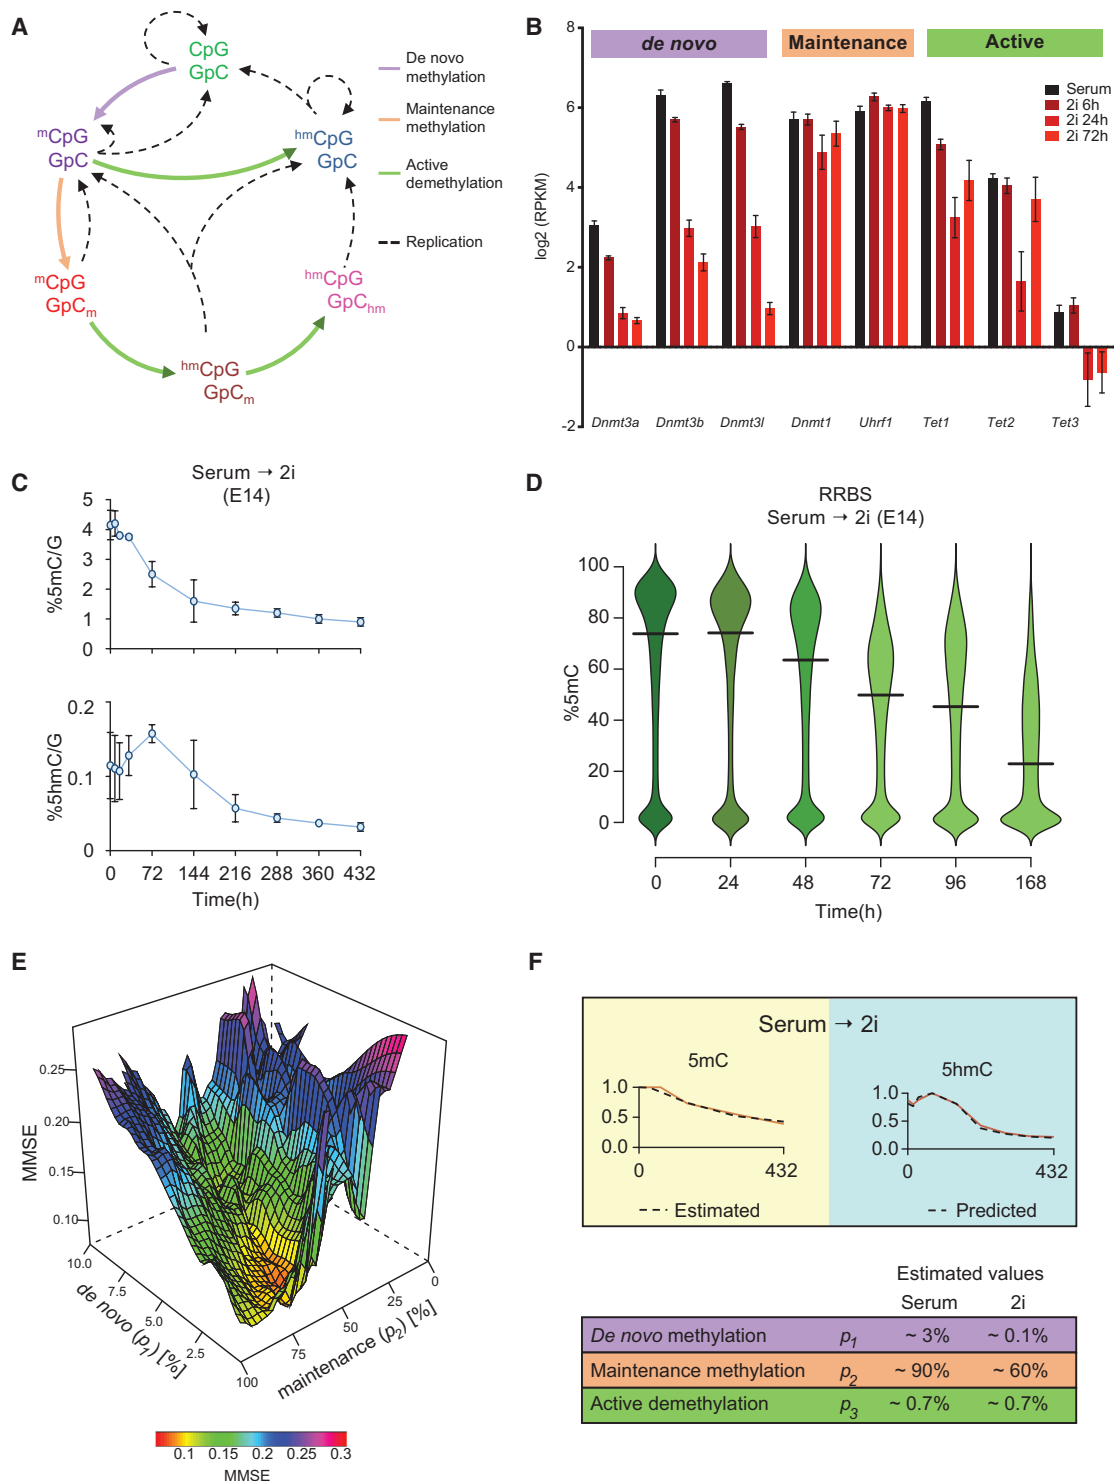 A
CpG
GpC
mCpG
GpC
hmCpG
GpC
mCpG
GpCm
hmCpG
GpChm
hmCpG
GpCm
De novo
methylation
Maintenance
methylation
Active
demethylation
Replication
B
de novo
Maintenance
Active
Serum
2i 6h
2i 24h
2i 72h
log2 (RPKM)
8
6
4
2
0
-2
Dnmt3a Dnmt3b Dnmt3l Dnmt1 Uhrf1 Tet1 Tet2 Tet3
C
Serum → 2i
(E14)
%5mC/G
5
4
3
2
1
0
%5hmC/G
0.2
0.1
0
0 72 144 216 288 360 432
Time(h)
D
RRBS
Serum → 2i (E14)
%5mC
100
80
60
40
20
0
0 24 48 72 96 168
Time(h)
E
MMSE
0.25
0.20
0.15
0.10
10.0
7.5
5.0
2.5
de novo (p1) [%]
100
75
50
25
0
maintenance (p2) [%]
0.1 0.15 0.2 0.25 0.3
MMSE
F
Serum → 2i
5mC
1.0
0.5
0.0
0 432
Estimated
5hmC
1.0
0.5
0.0
0 432
Predicted
Estimated values
Serum 2i
De novo methylation p1 ~ 3% ~ 0.1%
Maintenance methylation p2 ~ 90% ~ 60%
Active demethylation p3 ~ 0.7% ~ 0.7%